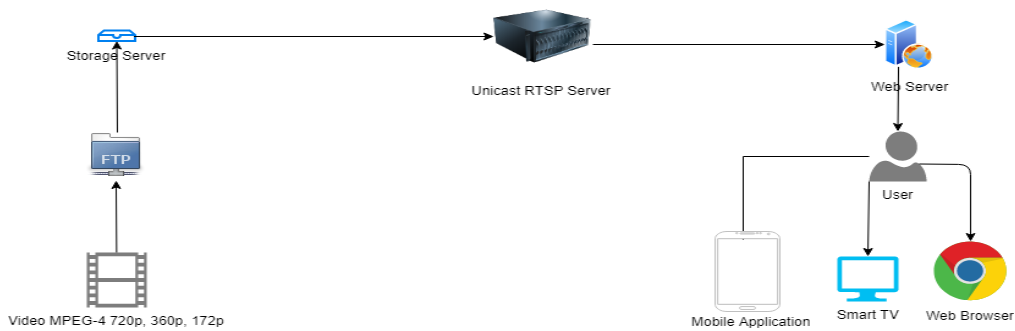 Storage Server
Unicast RTSP Server
Web Server
FTP
User
Video MPEG-4 720p, 360p, 172p
Mobile Application
Smart TV
Web Browser